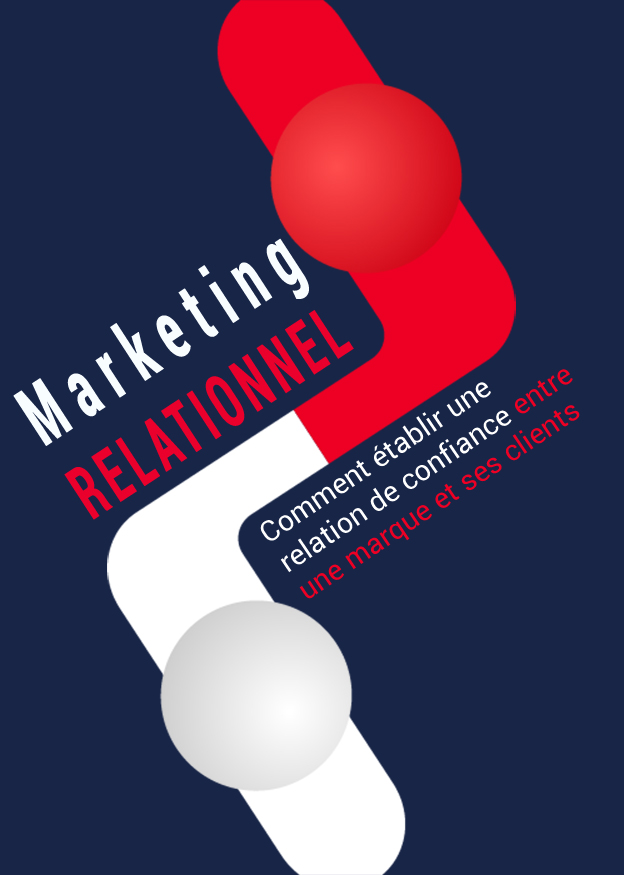 Marketing
RELATIONNEL
Comment établir une
relation de confiance entre
une marque et ses clients